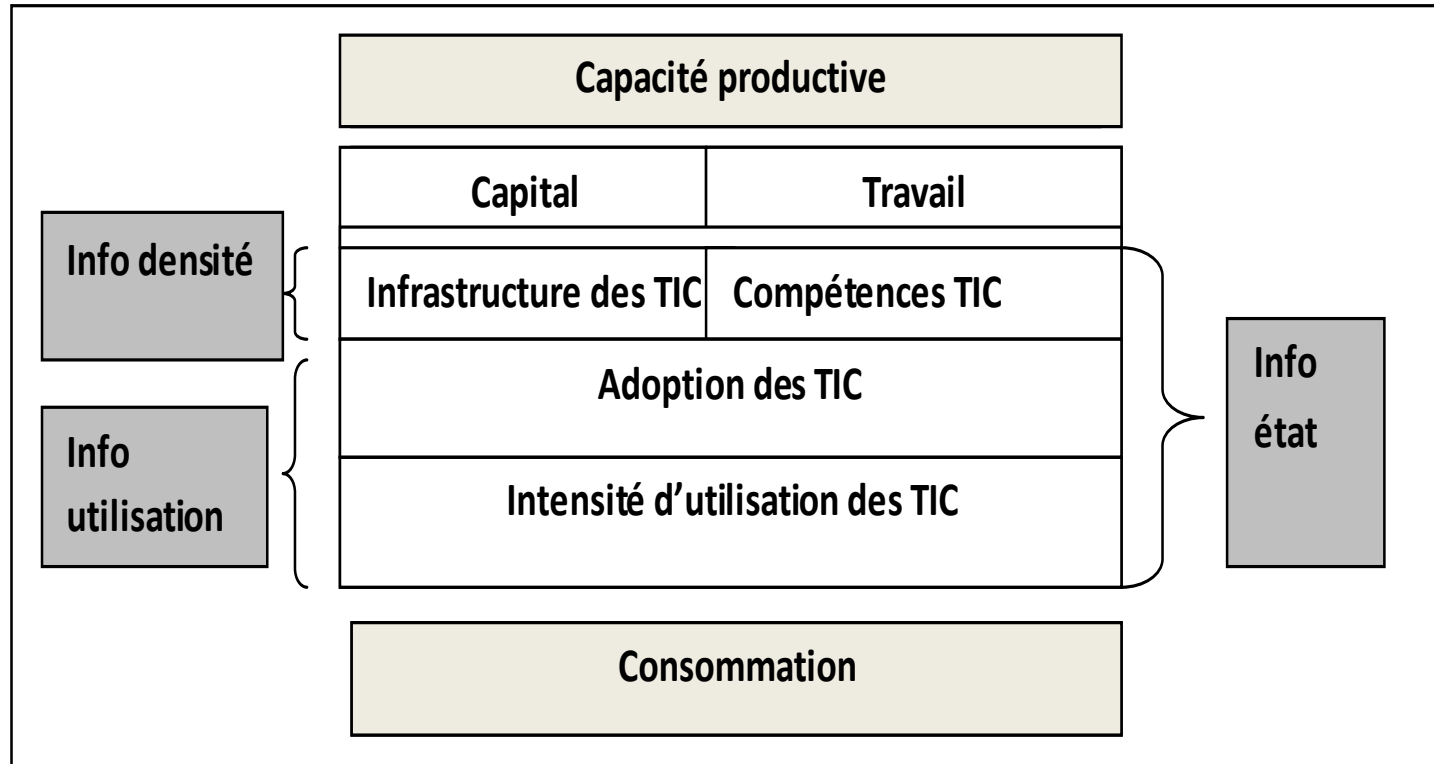 Capacité productive
Capital
Travail
Info densité
Infrastructure des TIC
Compétences TIC
Adoption des TIC
Info
utilisation
Intensité d’utilisation des TIC
Info
état
Consommation